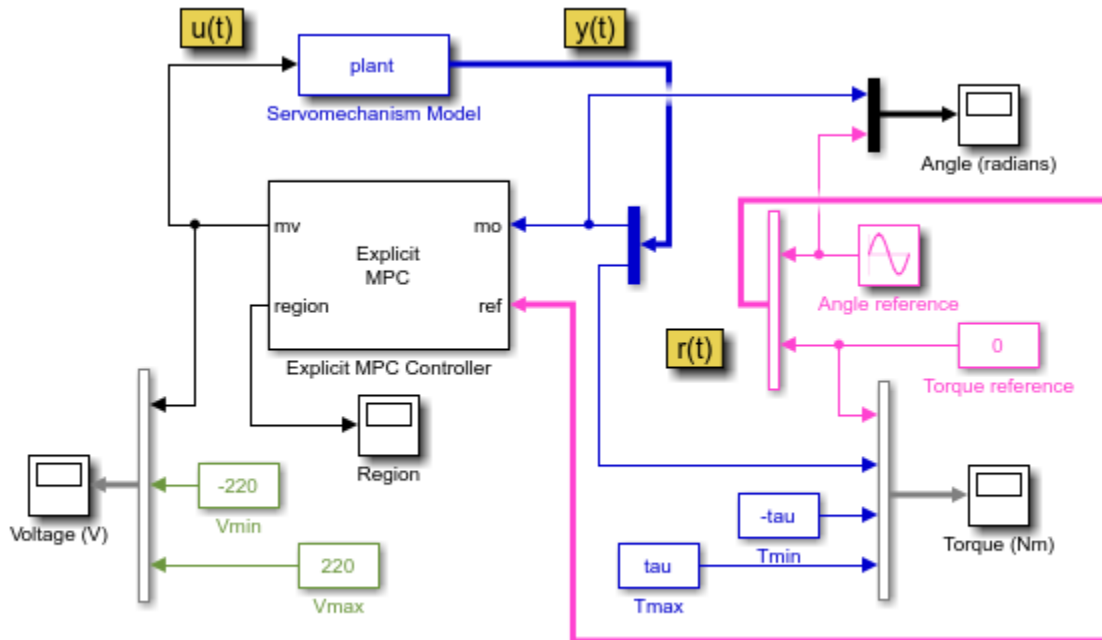 u(t)
y(t)
plant
Servomechanism Model
Angle (radians)
mv
mo
Explicit
MPC
region
ref
Explicit MPC Controller
Angle reference
r(t)
0
Torque reference
Region
-220
Vmin
Voltage (V)
-tau
Tmin
Torque (Nm)
220
Vmax
tau
Tmax